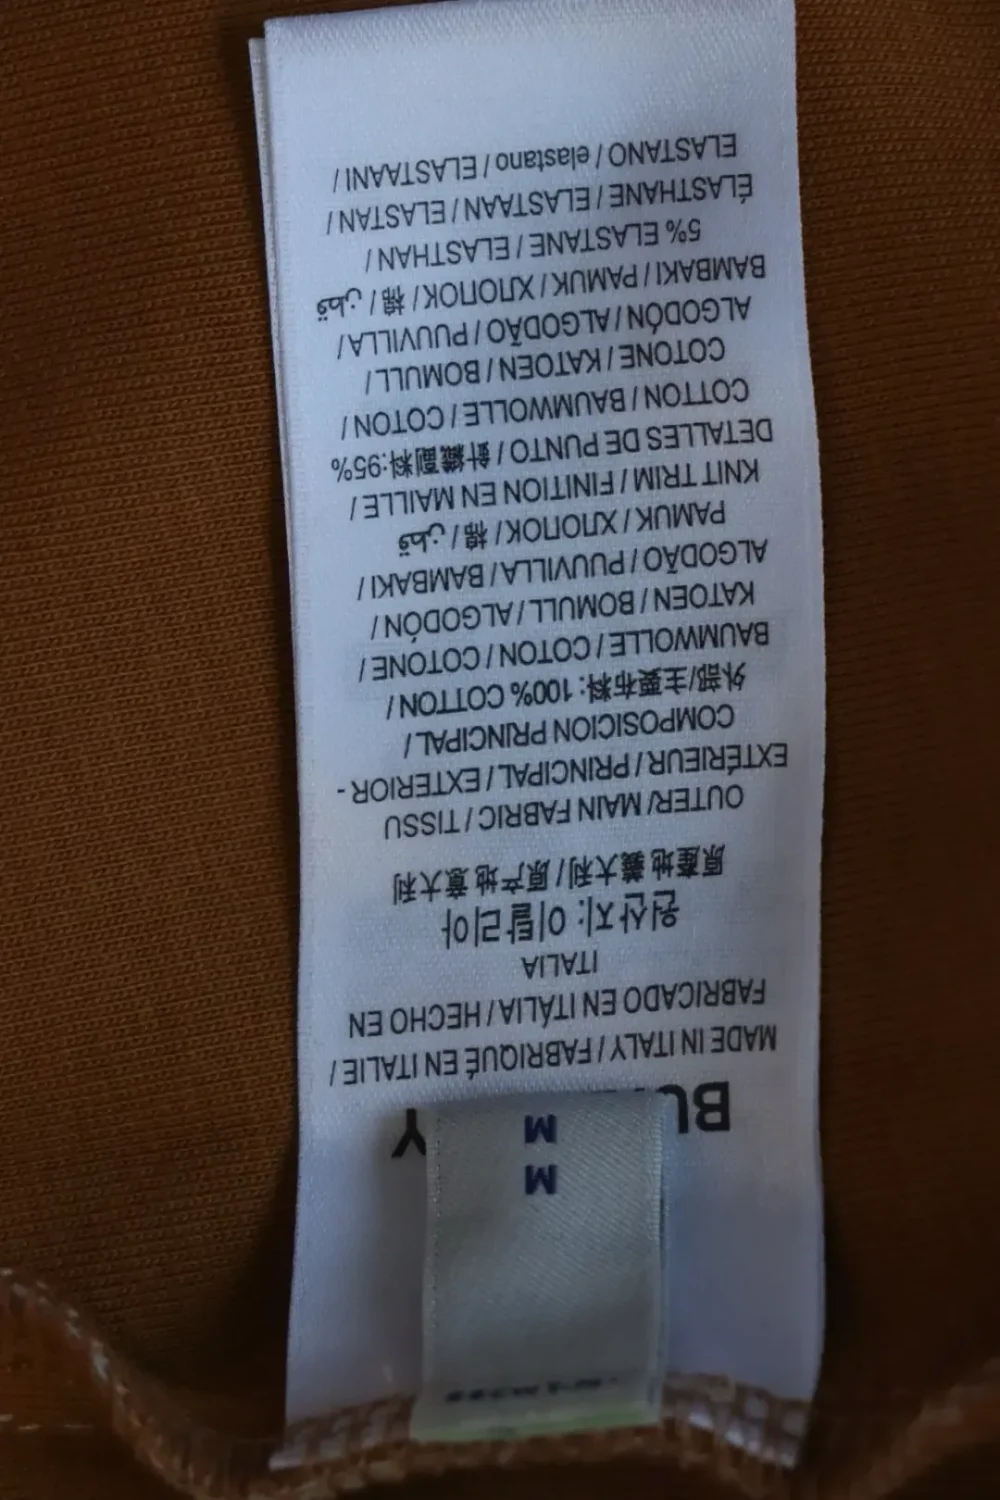 M
M
MADE IN ITALY / FABRIQUÉ EN ITALIE /
FABRICADO EN ITÁLIA / HECHO EN
ITALIA
원산지: 이탈리아
原産地 義大利 / 原产地 意大利
OUTER/ MAIN FABRIC / TISSU
EXTÉRIEUR / PRINCIPAL / EXTERIOR -
COMPOSICION PRINCIPAL /
外部/主要布料: 100% COTTON /
BAUMWOLLE / COTON / COTONE /
KATOEN / BOMULL / ALGODÓN /
ALGODÃO / PUUVILLA / BAMBAKI /
PAMUK / ХЛОПОК / 棉 / قطن
KNIT TRIM / FINITION EN MAILLE /
DETALLES DE PUNTO / 針織副料:95%
COTTON / BAUMWOLLE / COTON /
COTONE / KATOEN / BOMULL /
ALGODÓN / ALGODÃO PUUVILLA /
BAMBAKI / PAMUK / ХЛОПОК / 棉 / قطن
5% ELASTANE / ELASTHAN /
ÉLASTHANE / ELASTAAN / ELASTAN /
ELASTANO / elastano / ELASTAANI /